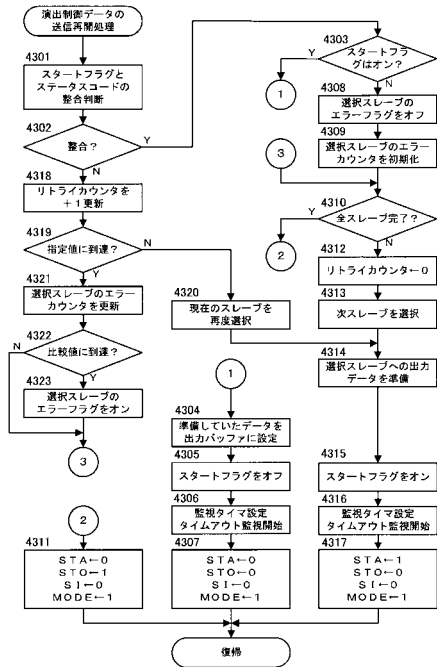 演出制御データの
送信再開処理
4301
スタートフラグと
ステータスコードの
整合判断
4302
整合？
Y
N
4318
リトライカウンタを
＋１更新
4319
指定値に到達？
N
Y
4321
選択スレーブのエラー
カウンタを更新
4322
比較値に到達？
N
Y
4323
選択スレーブの
エラーフラグをオン
3
4320
現在のスレーブを
再度選択
4303
スタートフラ
グはオン？
Y
N
1
4308
選択スレーブの
エラーフラグをオフ
4309
選択スレーブのエラー
カウンタを初期化
3
4310
全スレーブ完了？
Y
N
2
4312
リトライカウンタ←０
4313
次スレーブを選択
4314
選択スレーブへの出力
データを準備
4315
スタートフラグをオン
4316
監視タイマ設定
タイムアウト監視開始
4317
ＳＴＡ←１
ＳＴＯ←０
ＳＩ←０
ＭＯＤＥ←１
1
4304
準備していたデータを
出力バッファに設定
4305
スタートフラグをオフ
4306
監視タイマ設定
タイムアウト監視開始
4307
ＳＴＡ←０
ＳＴＯ←０
ＳＩ←０
ＭＯＤＥ←１
2
4311
ＳＴＡ←０
ＳＴＯ←１
ＳＩ←０
ＭＯＤＥ←１
復帰